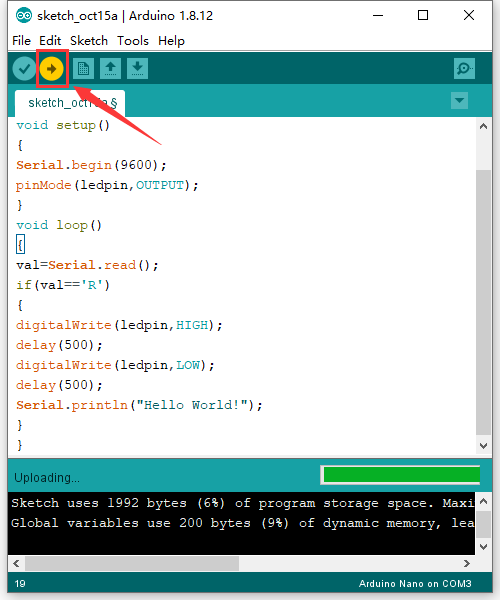 sketch_oct15a | Arduino 1.8.12
File Edit Sketch Tools Help
void setup()
{
Serial.begin(9600);
pinMode(ledpin,OUTPUT);
}
void loop()
{
val=Serial.read();
if(val=='R')
{
digitalWrite(ledpin,HIGH);
delay(500);
digitalWrite(ledpin,LOW);
delay(500);
Serial.println("Hello World!");
}
}
Uploading...
Sketch uses 1992 bytes (6%) of program storage space. Maxi
Global variables use 200 bytes (9%) of dynamic memory, lea
19 Arduino Nano on COM3